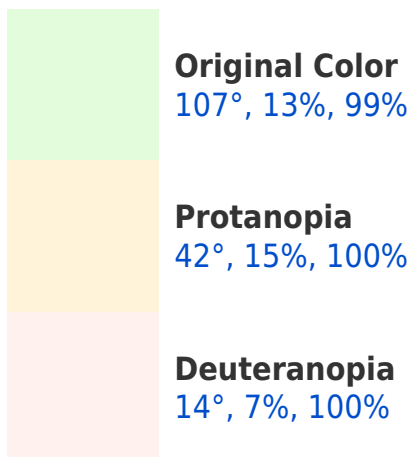 Original Color
107°, 13%, 99%
Protanopia
42°, 15%, 100%
Deuteranopia
14°, 7%, 100%